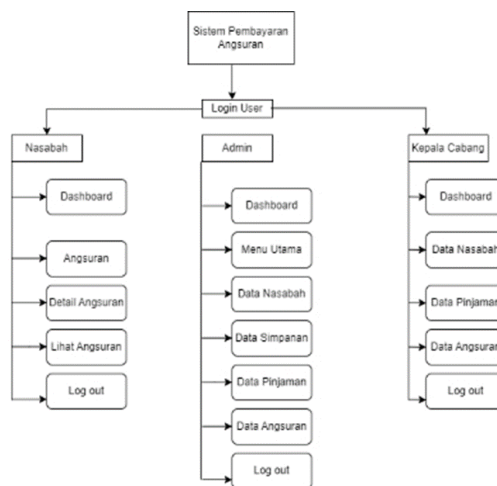 Sistem Pembayaran
Angsuran
Login User
Nasabah
Admin
Kepala Cabang
Dashboard
Angsuran
Detail Angsuran
Lihat Angsuran
Log out
Dashboard
Menu Utama
Data Nasabah
Data Simpanan
Data Pinjaman
Data Angsuran
Log out
Dashboard
Data Nasabah
Data Pinjaman
Data Angsuran
Log out